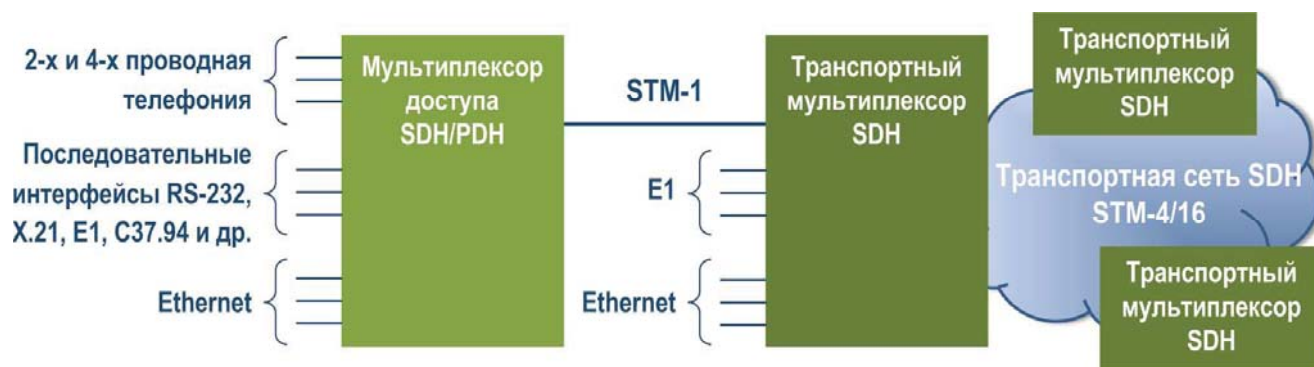 2-х и 4-х проводная
телефония
Последовательные
интерфейсы RS-232,
X.21, E1, C37.94 и др.
Ethernet
Мультиплексор
доступа
SDH/PDH
STM-1
E1
Ethernet
Транспортный
мультиплексор
SDH
Транспортный
мультиплексор
SDH
Транспортная сеть SDH
STM-4/16
Транспортный
мультиплексор
SDH